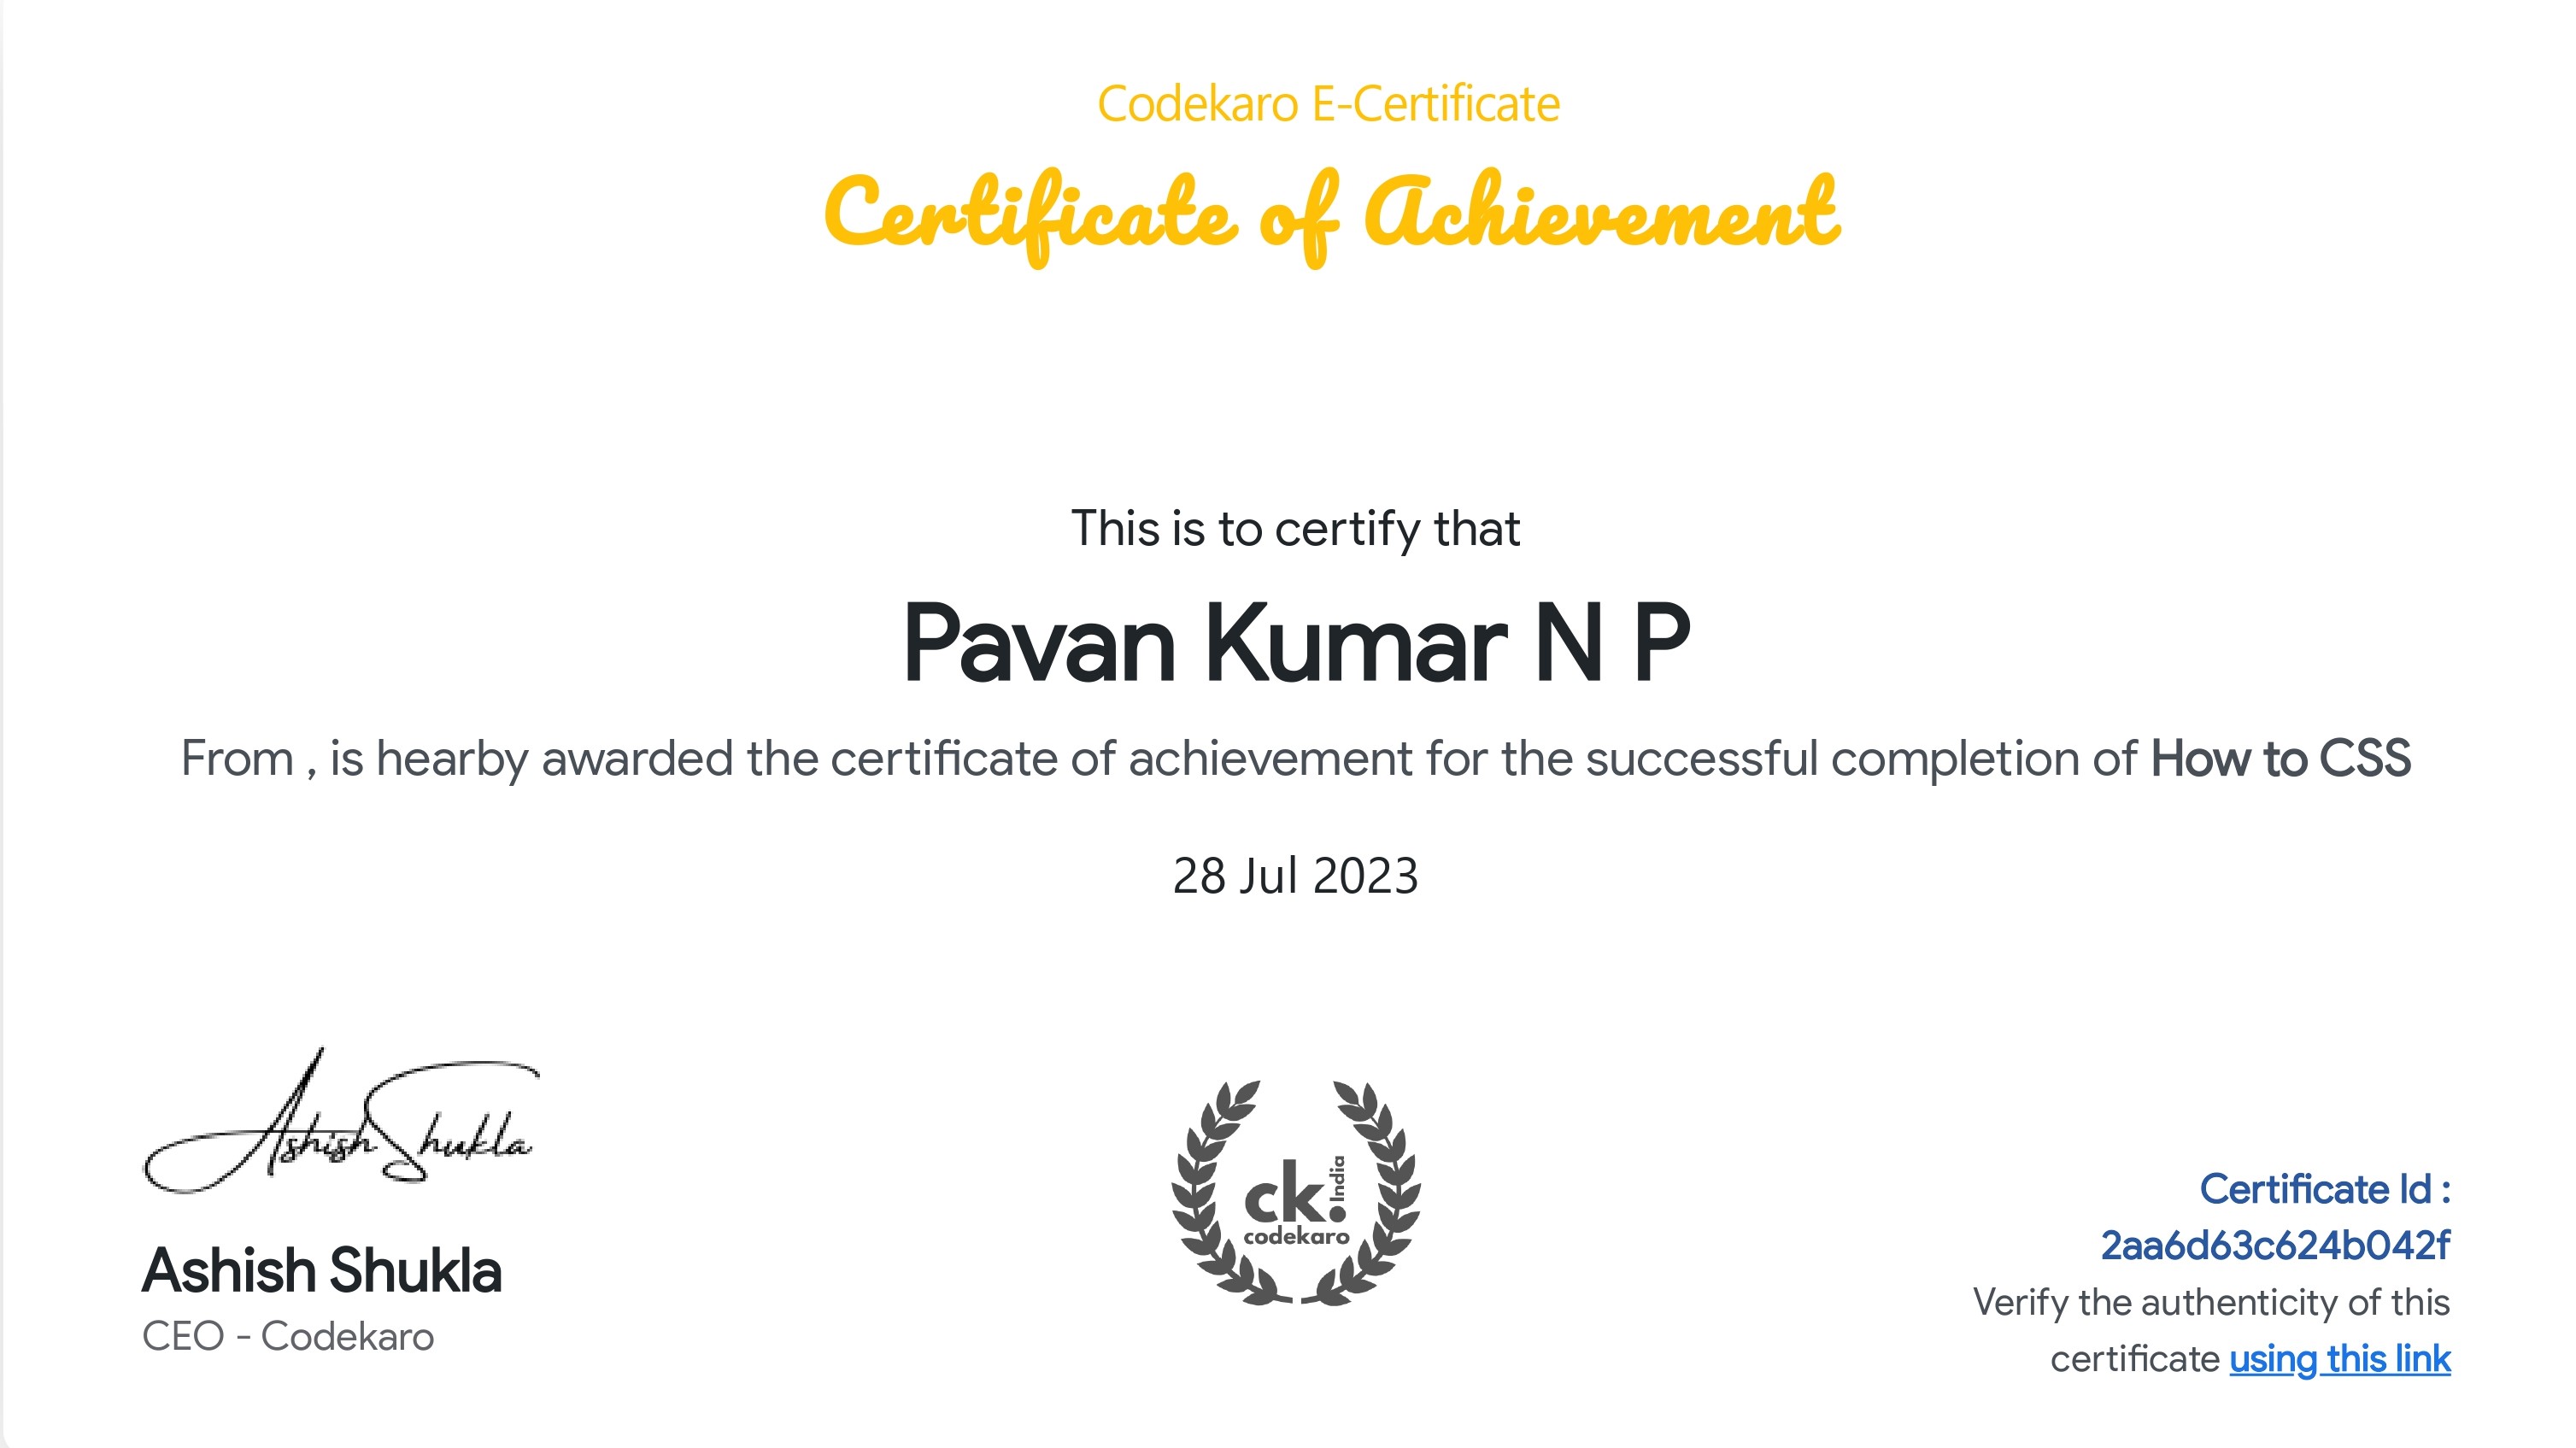 Codekaro E-Certificate
Certificate of Achievement
This is to certify that
Pavan Kumar N P
From , is hearby awarded the certificate of achievement for the successful completion of How to CSS
28 Jul 2023
Ashish Shukla
Ashish Shukla
CEO - Codekaro
ck. India
codekaro
Certificate Id :
2aa6d63c624b042f
Verify the authenticity of this
certificate using this link